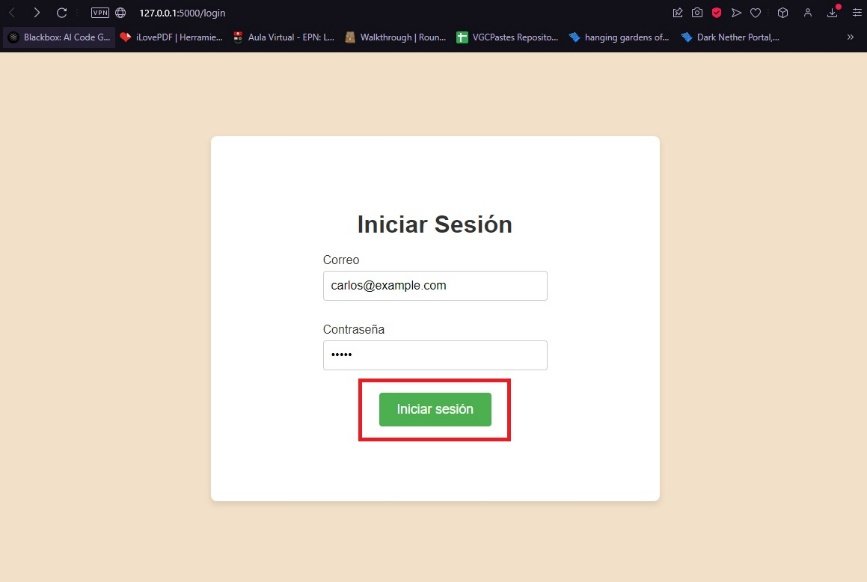 VPN 127.0.0.1:5000/login
Blackbox: AI Code G... iLovePDF | Herramie... Aula Virtual - EPN: L... Walkthrough | Roun... VGCPastes Reposito... hanging gardens of... Dark Nether Portal,...
Iniciar Sesión
Correo
carlos@example.com
Contraseña
•••••
Iniciar sesión